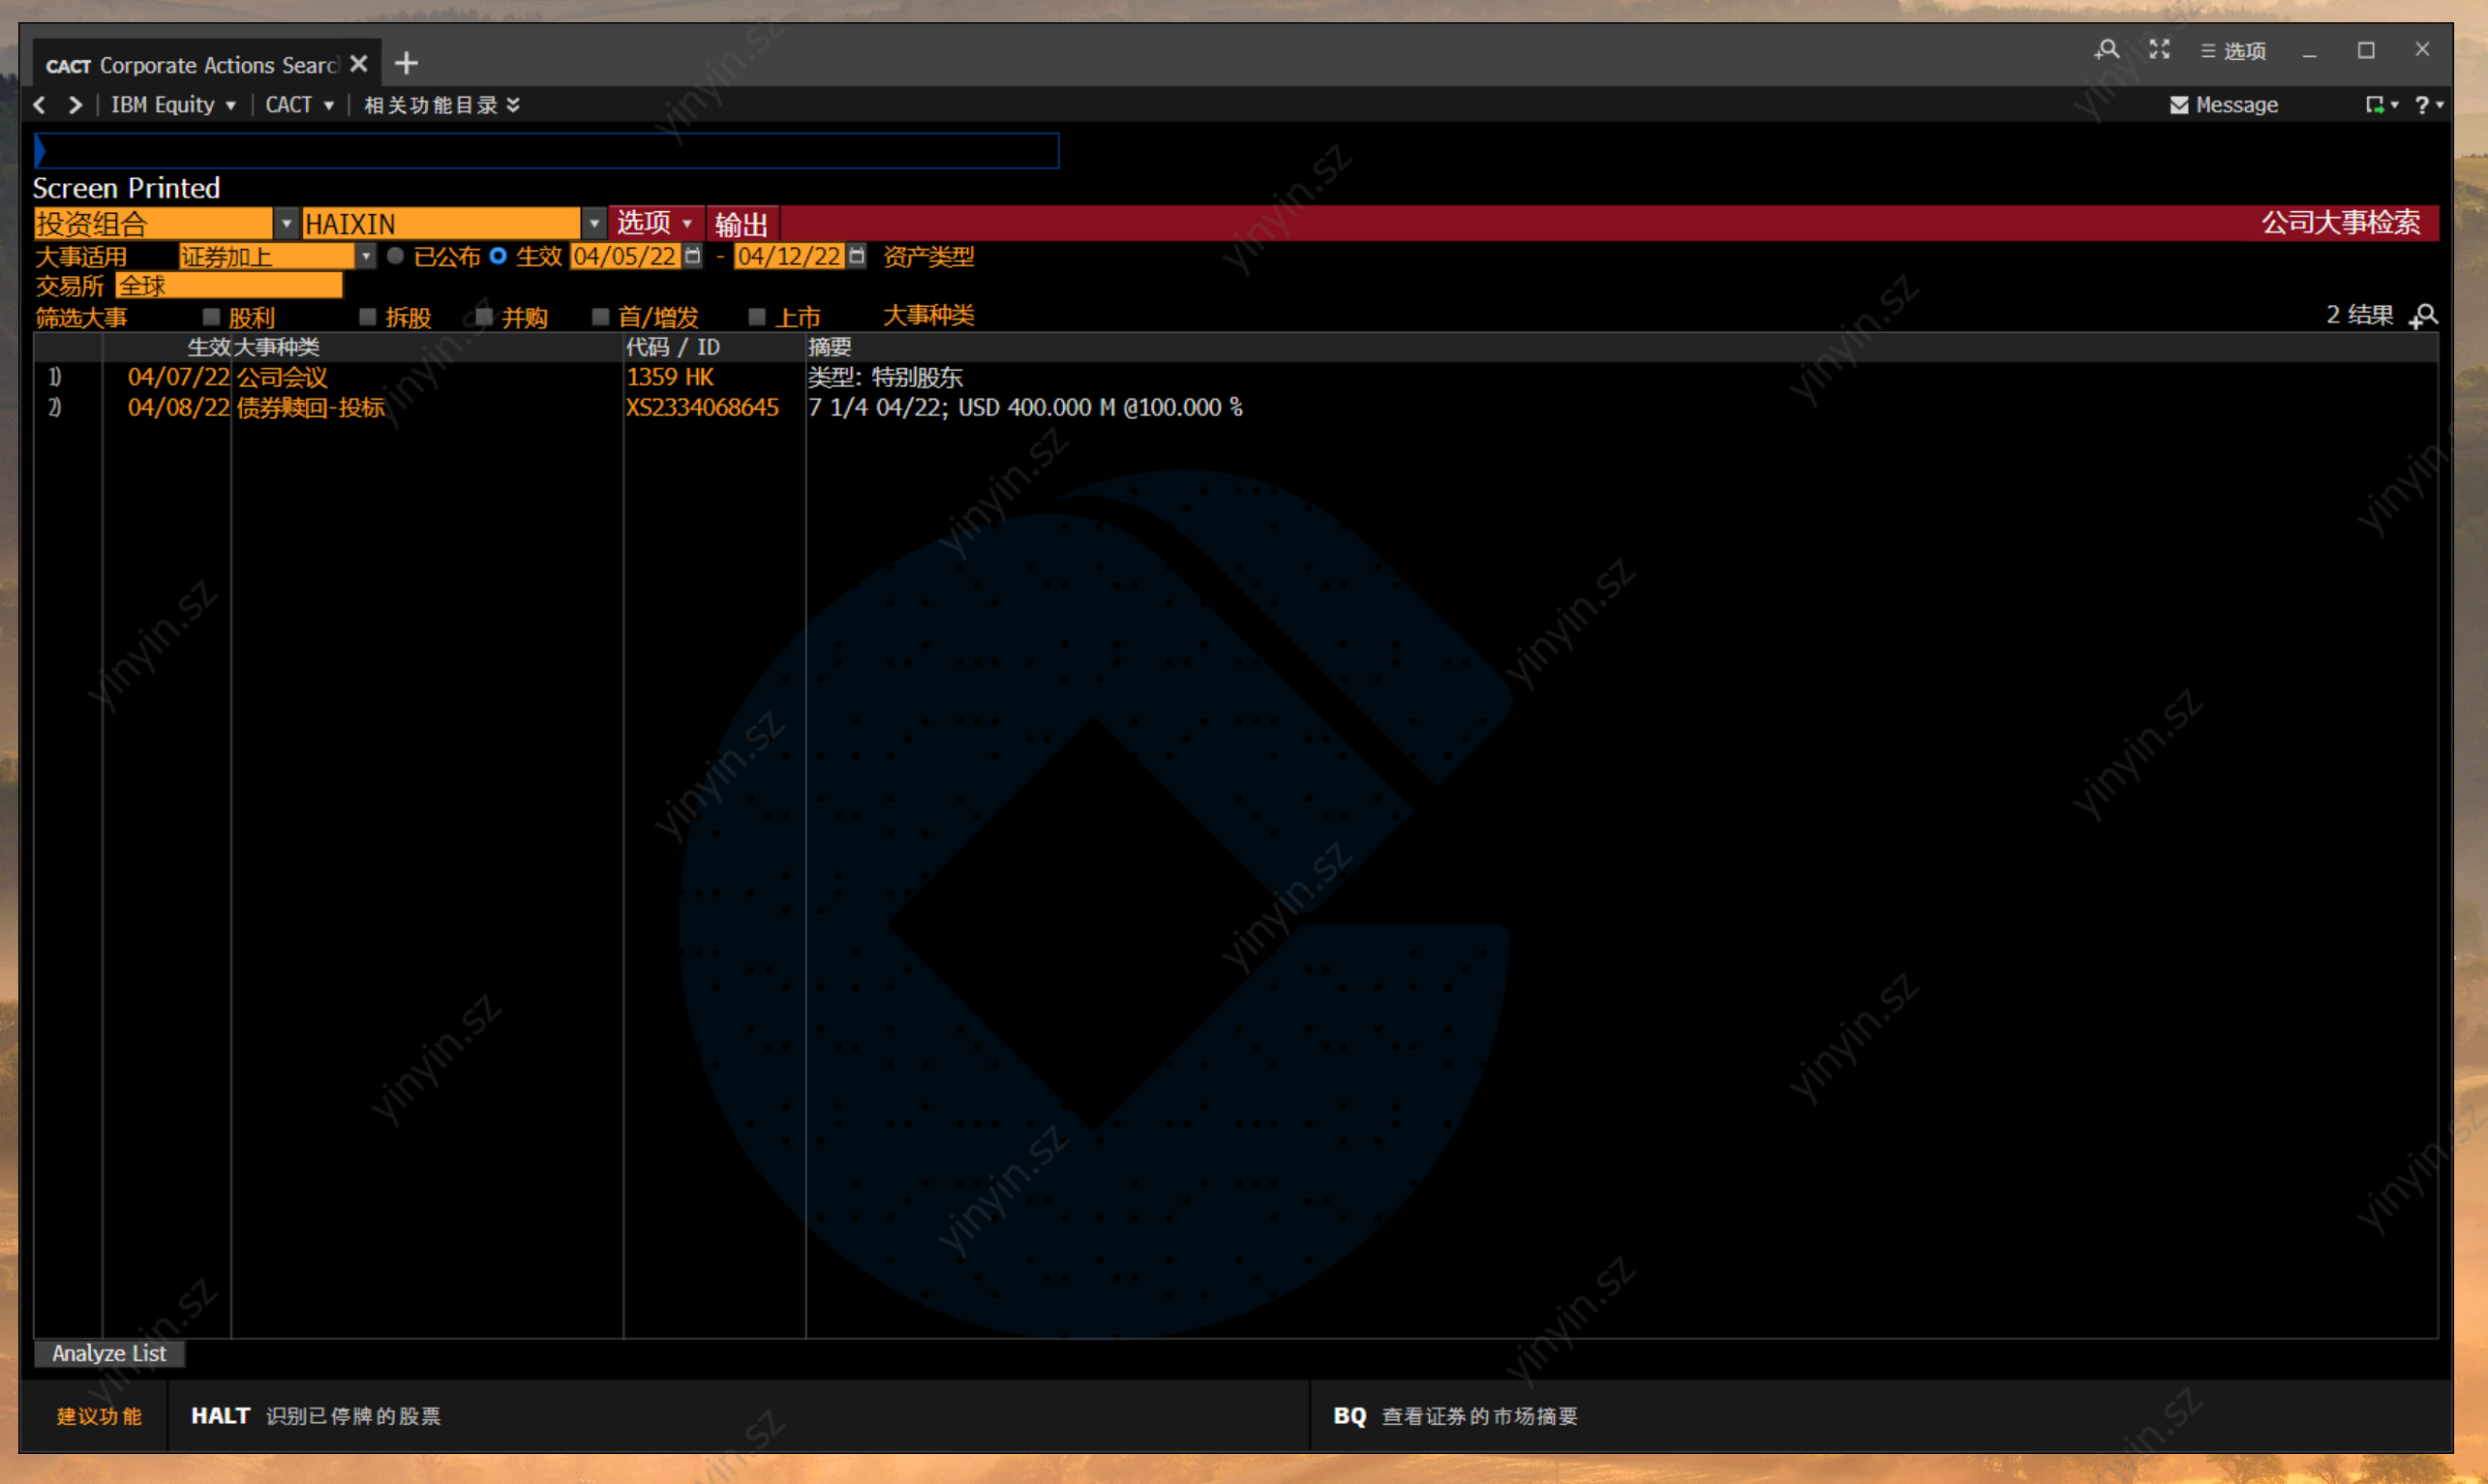 CACT Corporate Actions Searc
选项
IBM Equity CACT 相关功能目录 Message ?
Screen Printed
投资组合 HAIXIN 选项 输出 公司大事检索
大事适用 证券加上 已公布 生效 04/05/22 - 04/12/22 资产类型
交易所 全球
筛选大事 股利 拆股 并购 首/增发 上市 大事种类 2 结果
生效 大事种类 代码 / ID 摘要
1) 04/07/22 公司会议 1359 HK 类型: 特别股东
2) 04/08/22 债券赎回-投标 XS2334068645 7 1/4 04/22; USD 400.000 M @100.000 %
Analyze List
建议功能 HALT 识别已停牌的股票 BQ 查看证券的市场摘要
yinyin.sz